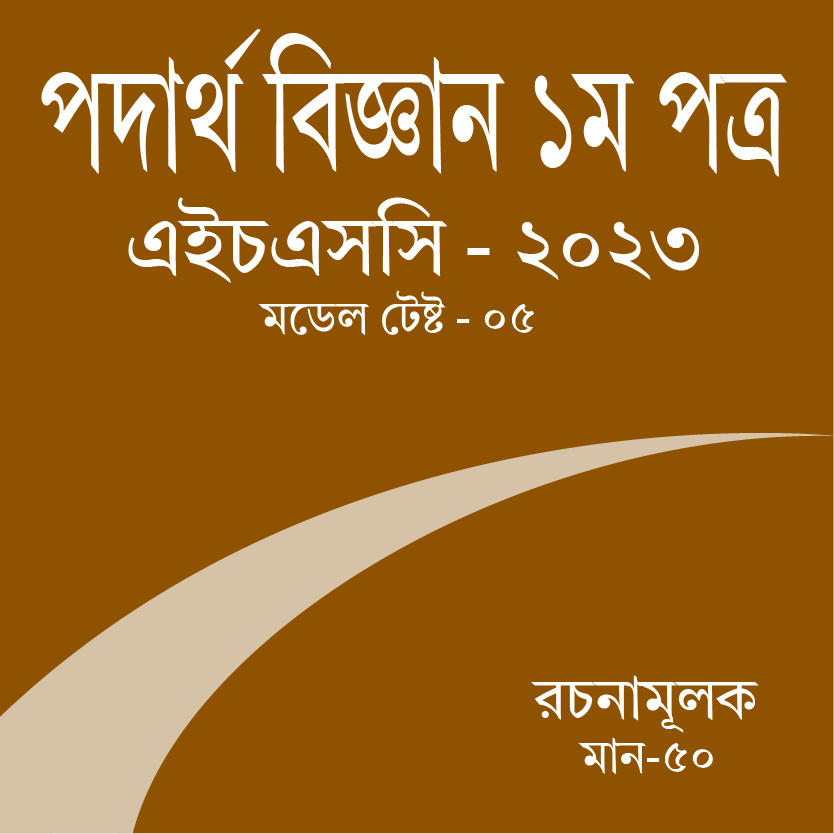 পদার্থ বিজ্ঞান ১ম পত্র
এইচএসসি - ২০২৩
মডেল টেষ্ট - ০৫
রচনামূলক
মান-৫০